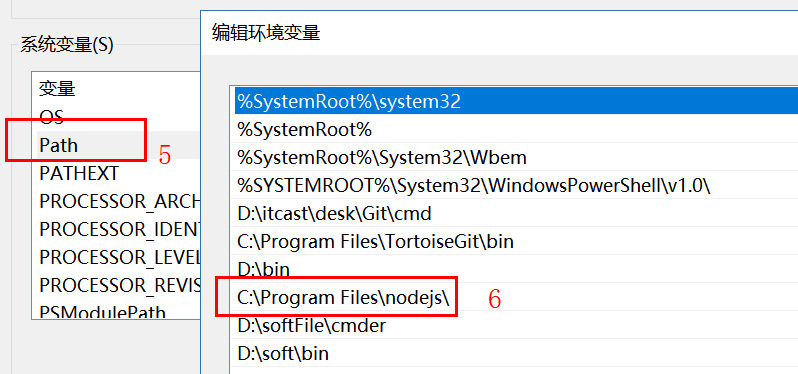 系统变量(S)
变量
OS
Path
5
PATHEXT
PROCESSOR_ARCH
PROCESSOR_IDENT
PROCESSOR_LEVEL
PROCESSOR_REVIS
PSModulePath
编辑环境变量
%SystemRoot%\system32
%SystemRoot%
%SystemRoot%\System32\Wbem
%SYSTEMROOT%\System32\WindowsPowerShell\v1.0\
D:\itcast\desk\Git\cmd
C:\Program Files\TortoiseGit\bin
D:\bin
C:\Program Files\nodejs\
6
D:\softFile\cmder
D:\soft\bin